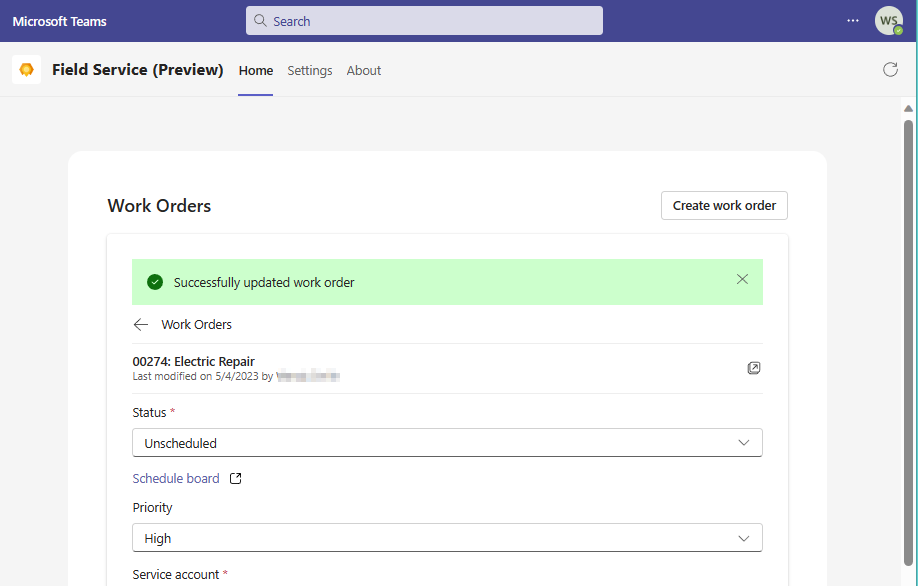 Microsoft Teams
Search
WS
Field Service (Preview)
Home
Settings
About
Work Orders
Create work order
Successfully updated work order
Work Orders
00274: Electric Repair
Last modified on 5/4/2023 by
Status *
Unscheduled
Schedule board
Priority
High
Service account *